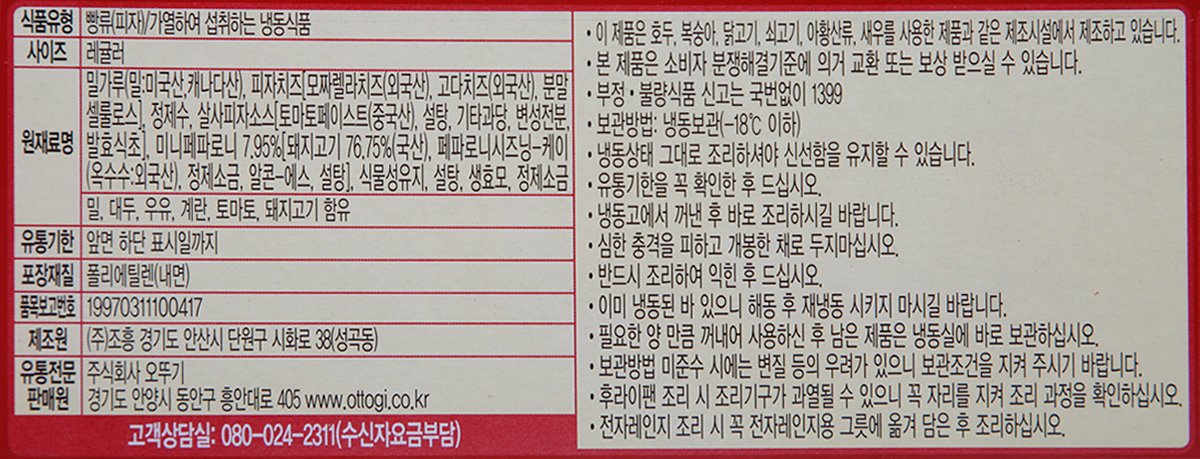 식품유형 빵류(피자)/가열하여 섭취하는 냉동식품
사이즈 레귤러
원재료명 밀가루(밀:미국산,캐나다산), 피자치즈[모짜렐라치즈(외국산), 고다치즈(외국산), 분말
셀룰로스], 정제수, 살사피자소스[토마토페이스트(중국산), 설탕, 기타과당, 변성전분,
발효식초], 미니페파로니 7.95%[돼지고기 76.75%(국산), 페파로니시즈닝-케이
(옥수수:외국산), 정제소금, 알콘-에스, 설탕], 식물성유지, 설탕, 생효모, 정제소금
밀, 대두, 우유, 계란, 토마토, 돼지고기 함유
유통기한 앞면 하단 표시일까지
포장재질 폴리에틸렌(내면)
품목보고번호 19970311100417
제조원 (주)조흥 경기도 안산시 단원구 시화로 38(성곡동)
유통전문 주식회사 오뚜기
판매원 경기도 안양시 동안구 흥안대로 405 www.ottogi.co.kr
고객상담실: 080-024-2311(수신자요금부담)
• 이 제품은 호두, 복숭아, 닭고기, 쇠고기, 아황산류, 새우를 사용한 제품과 같은 제조시설에서 제조하고 있습니다.
• 본 제품은 소비자 분쟁해결기준에 의거 교환 또는 보상 받으실 수 있습니다.
• 부정•불량식품 신고는 국번없이 1399
• 보관방법: 냉동보관(-18℃ 이하)
• 냉동상태 그대로 조리하셔야 신선함을 유지할 수 있습니다.
• 유통기한을 꼭 확인한 후 드십시오.
• 냉동고에서 꺼낸 후 바로 조리하시길 바랍니다.
• 심한 충격을 피하고 개봉한 채로 두지마십시오.
• 반드시 조리하여 익힌 후 드십시오.
• 이미 냉동된 바 있으니 해동 후 재냉동 시키지 마시길 바랍니다.
• 필요한 양 만큼 꺼내어 사용하신 후 남은 제품은 냉동실에 바로 보관하십시오.
• 보관방법 미준수 시에는 변질 등의 우려가 있으니 보관조건을 지켜 주시기 바랍니다.
• 후라이팬 조리 시 조리기구가 과열될 수 있으니 꼭 자리를 지켜 조리 과정을 확인하십시오.
• 전자레인지 조리 시 꼭 전자레인지용 그릇에 옮겨 담은 후 조리하십시오.